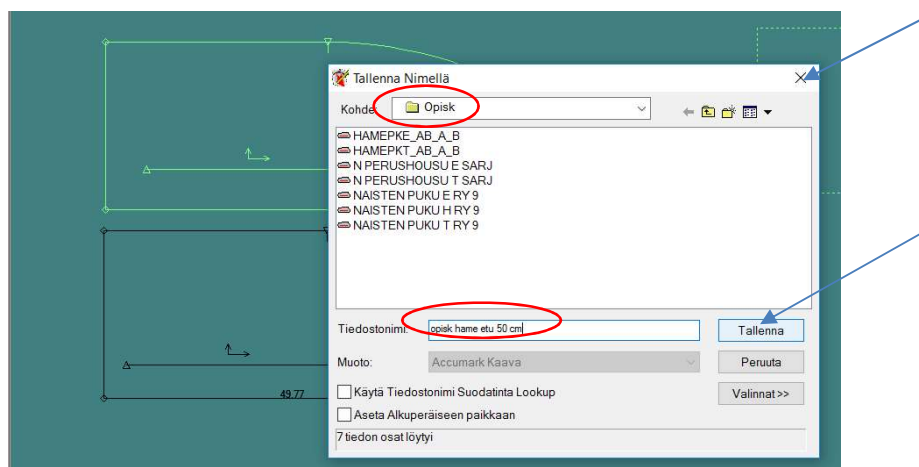 Tallenna Nimellä
Kohde: Opisk
HAMEPKE_AB_A_B
HAMEPKT_AB_A_B
N PERUSHOUSU E SARJ
N PERUSHOUSU T SARJ
NAISTEN PUKU E RY 9
NAISTEN PUKU H RY 9
NAISTEN PUKU T RY 9
Tiedostonimi: opisk hame etu 50 cm Tallenna
Muoto: Accumark Kaava Peruuta
Käytä Tiedostonimi Suodatinta Lookup Valinnat >>
Aseta Alkuperäiseen paikkaan
7 tiedon osat löytyi
49.77